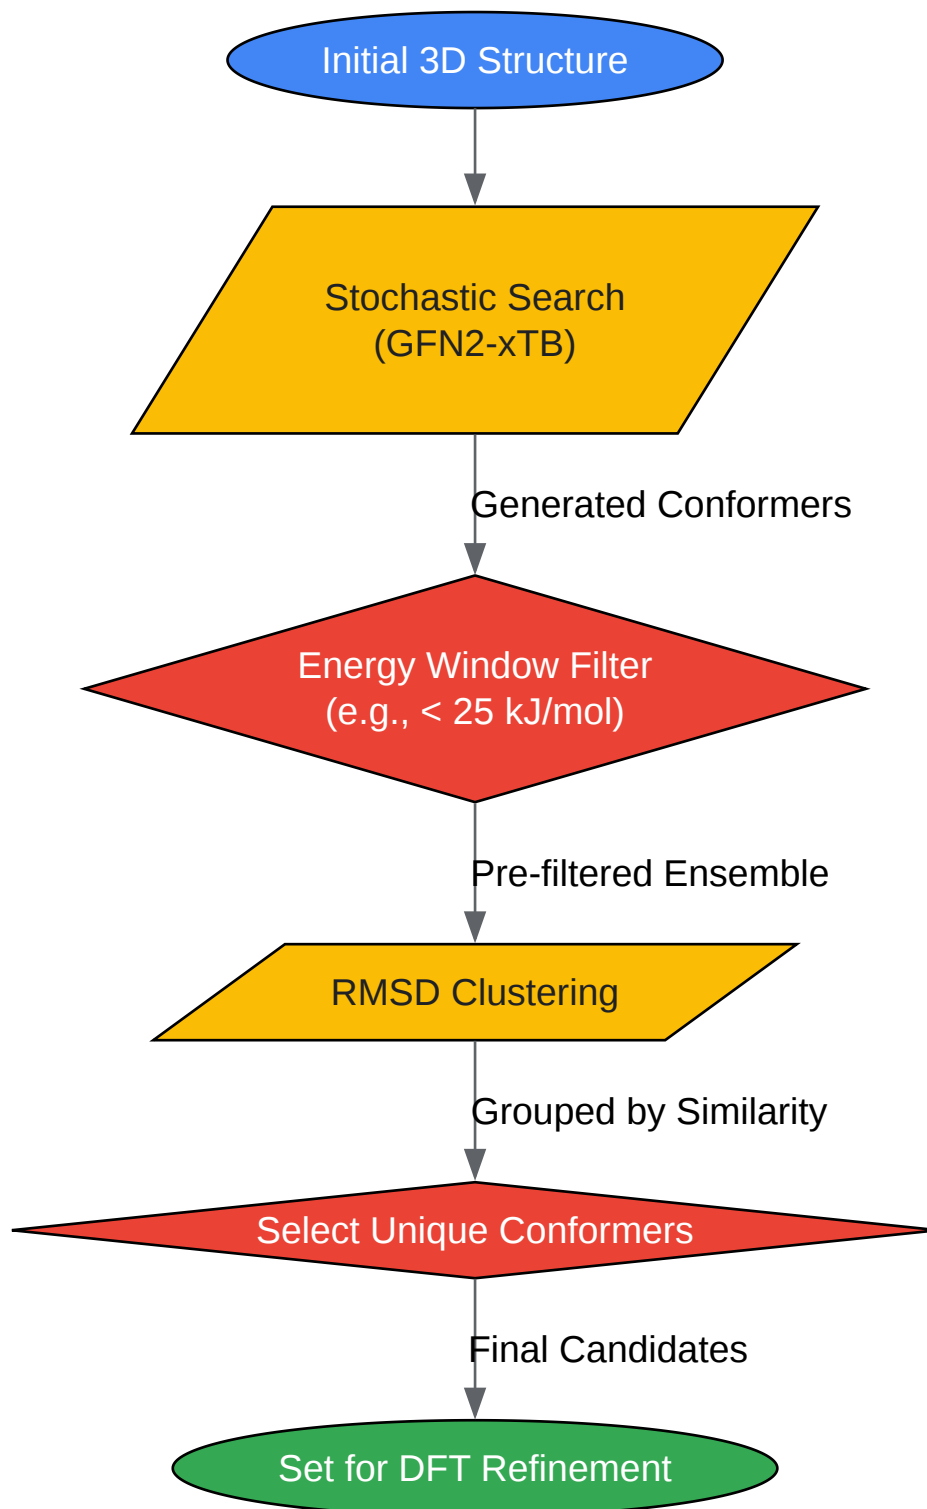 Initial 3D Structure
Stochastic Search
(GFN2-xTB)
Generated Conformers
Energy Window Filter
(e.g., < 25 kJ/mol)
Pre-filtered Ensemble
RMSD Clustering
Grouped by Similarity
Select Unique Conformers
Final Candidates
Set for DFT Refinement